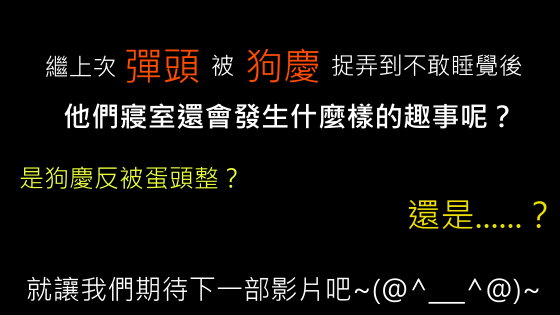 繼上次 彈頭 被 狗慶 捉弄到不敢睡覺後
他們寢室還會發生什麼樣的趣事呢？
是狗慶反被蛋頭整？
還是......？
就讓我們期待下一部影片吧~(@^___^@)~